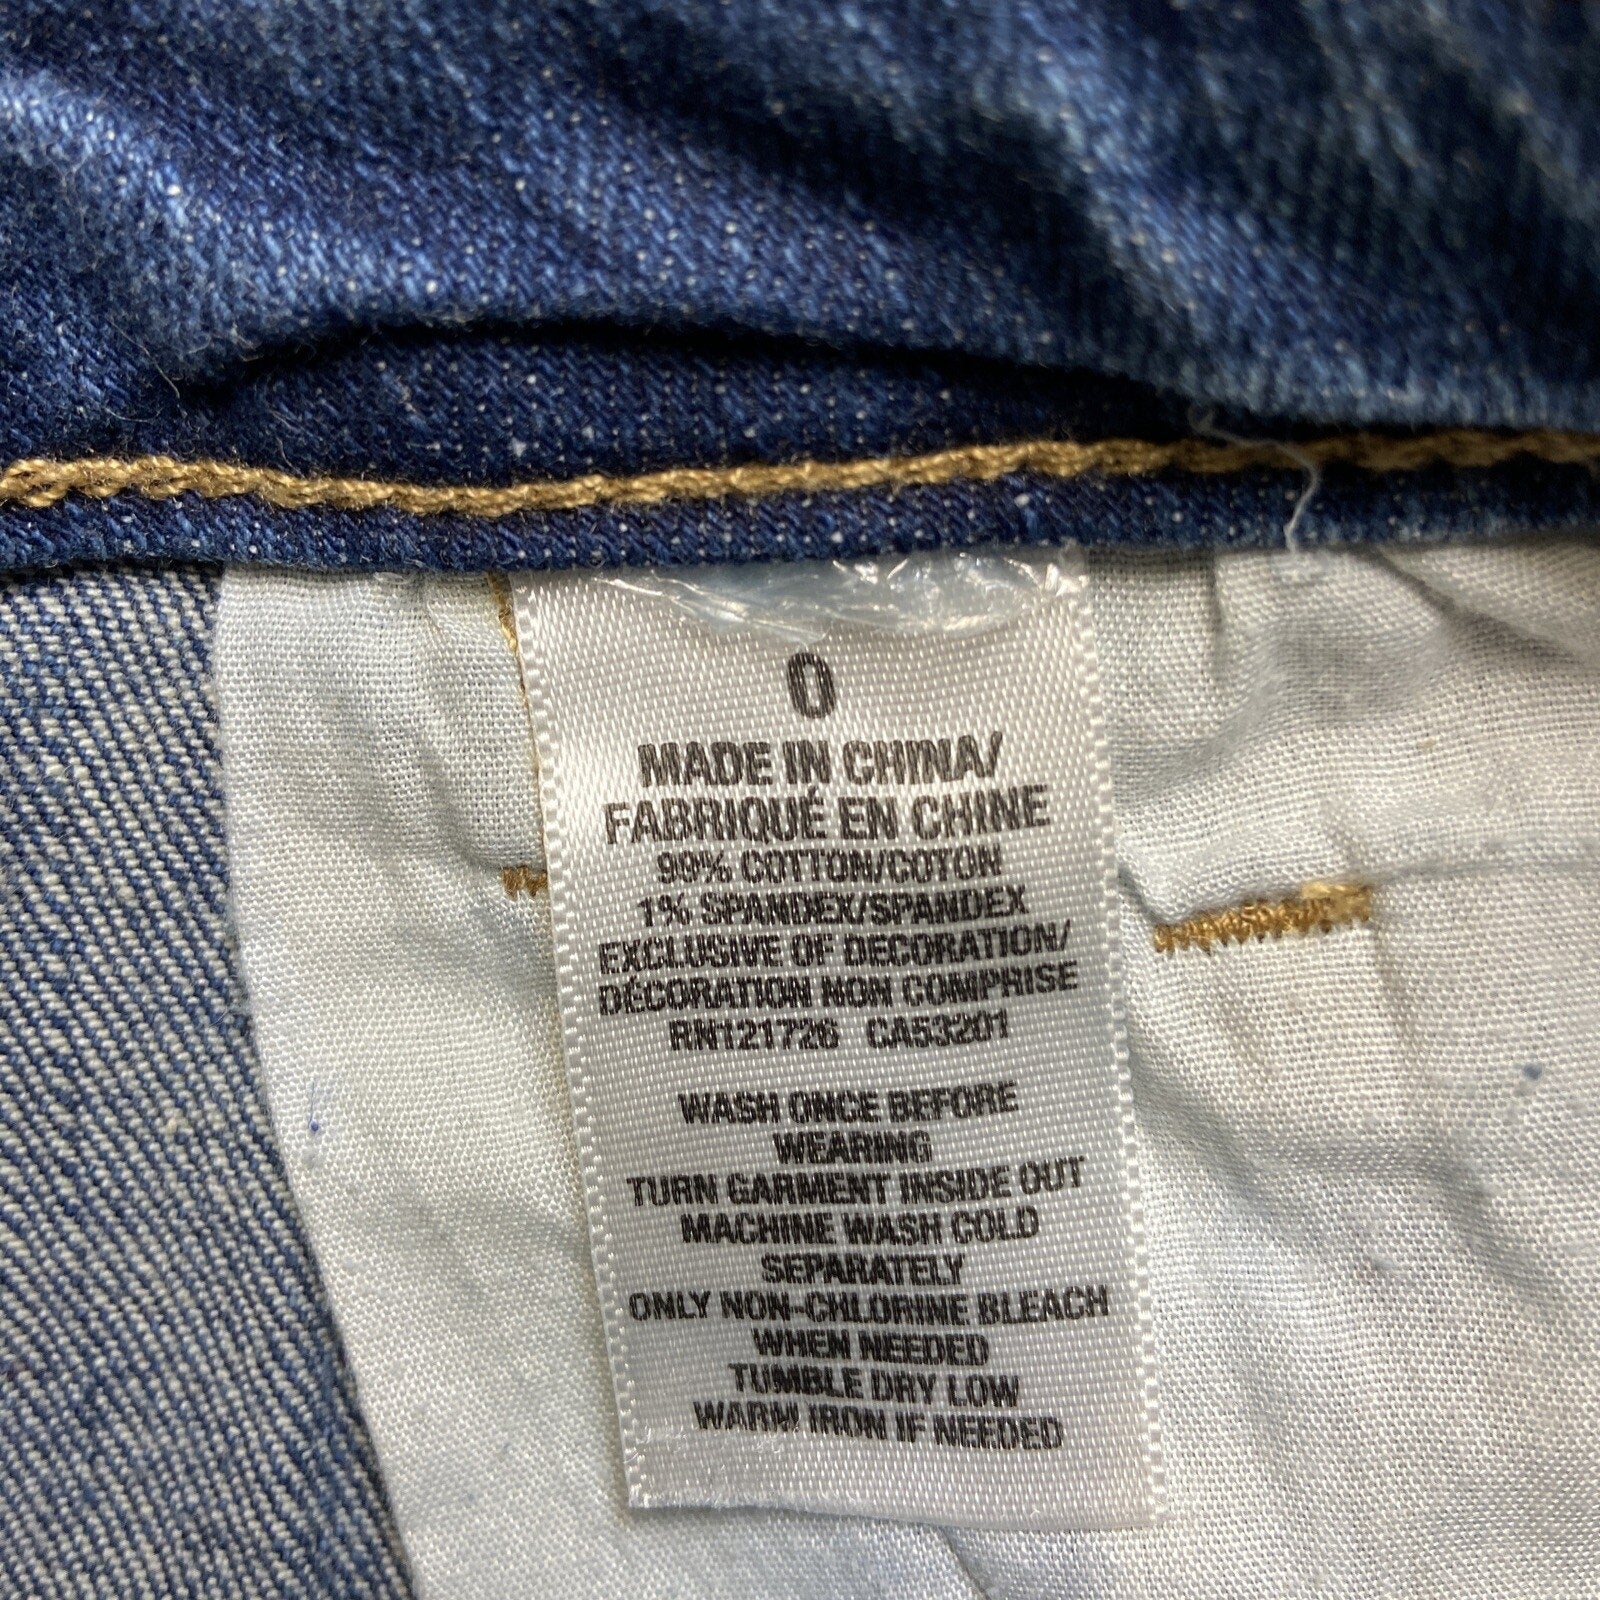 0
MADE IN CHINA/
FABRIQUÉ EN CHINE
99% COTTON/COTON
1% SPANDEX/SPANDEX
EXCLUSIVE OF DECORATION/
DÉCORATION NON COMPRISE
RN121726 CA53201
WASH ONCE BEFORE
WEARING
TURN GARMENT INSIDE OUT
MACHINE WASH COLD
SEPARATELY
ONLY NON-CHLORINE BLEACH
WHEN NEEDED
TUMBLE DRY LOW
WARM IRON IF NEEDED